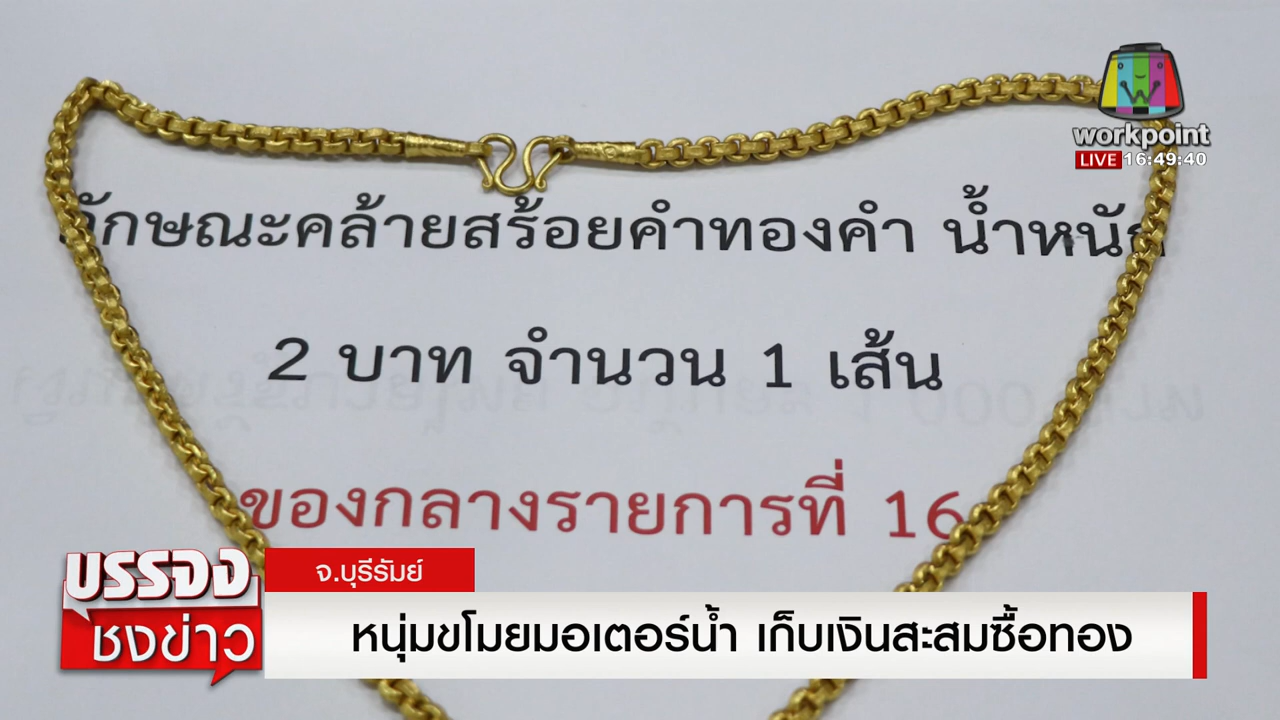 workpoint
LIVE 16:49:40
ลักษณะคล้ายสร้อยคำทองคำ น้ำหนัก
2 บาท จำนวน 1 เส้น
ของกลางรายการที่ 16
บรรจง
ชงข่าว
จ.บุรีรัมย์
หนุ่มขโมยมอเตอร์น้ำ เก็บเงินสะสมซื้อทอง